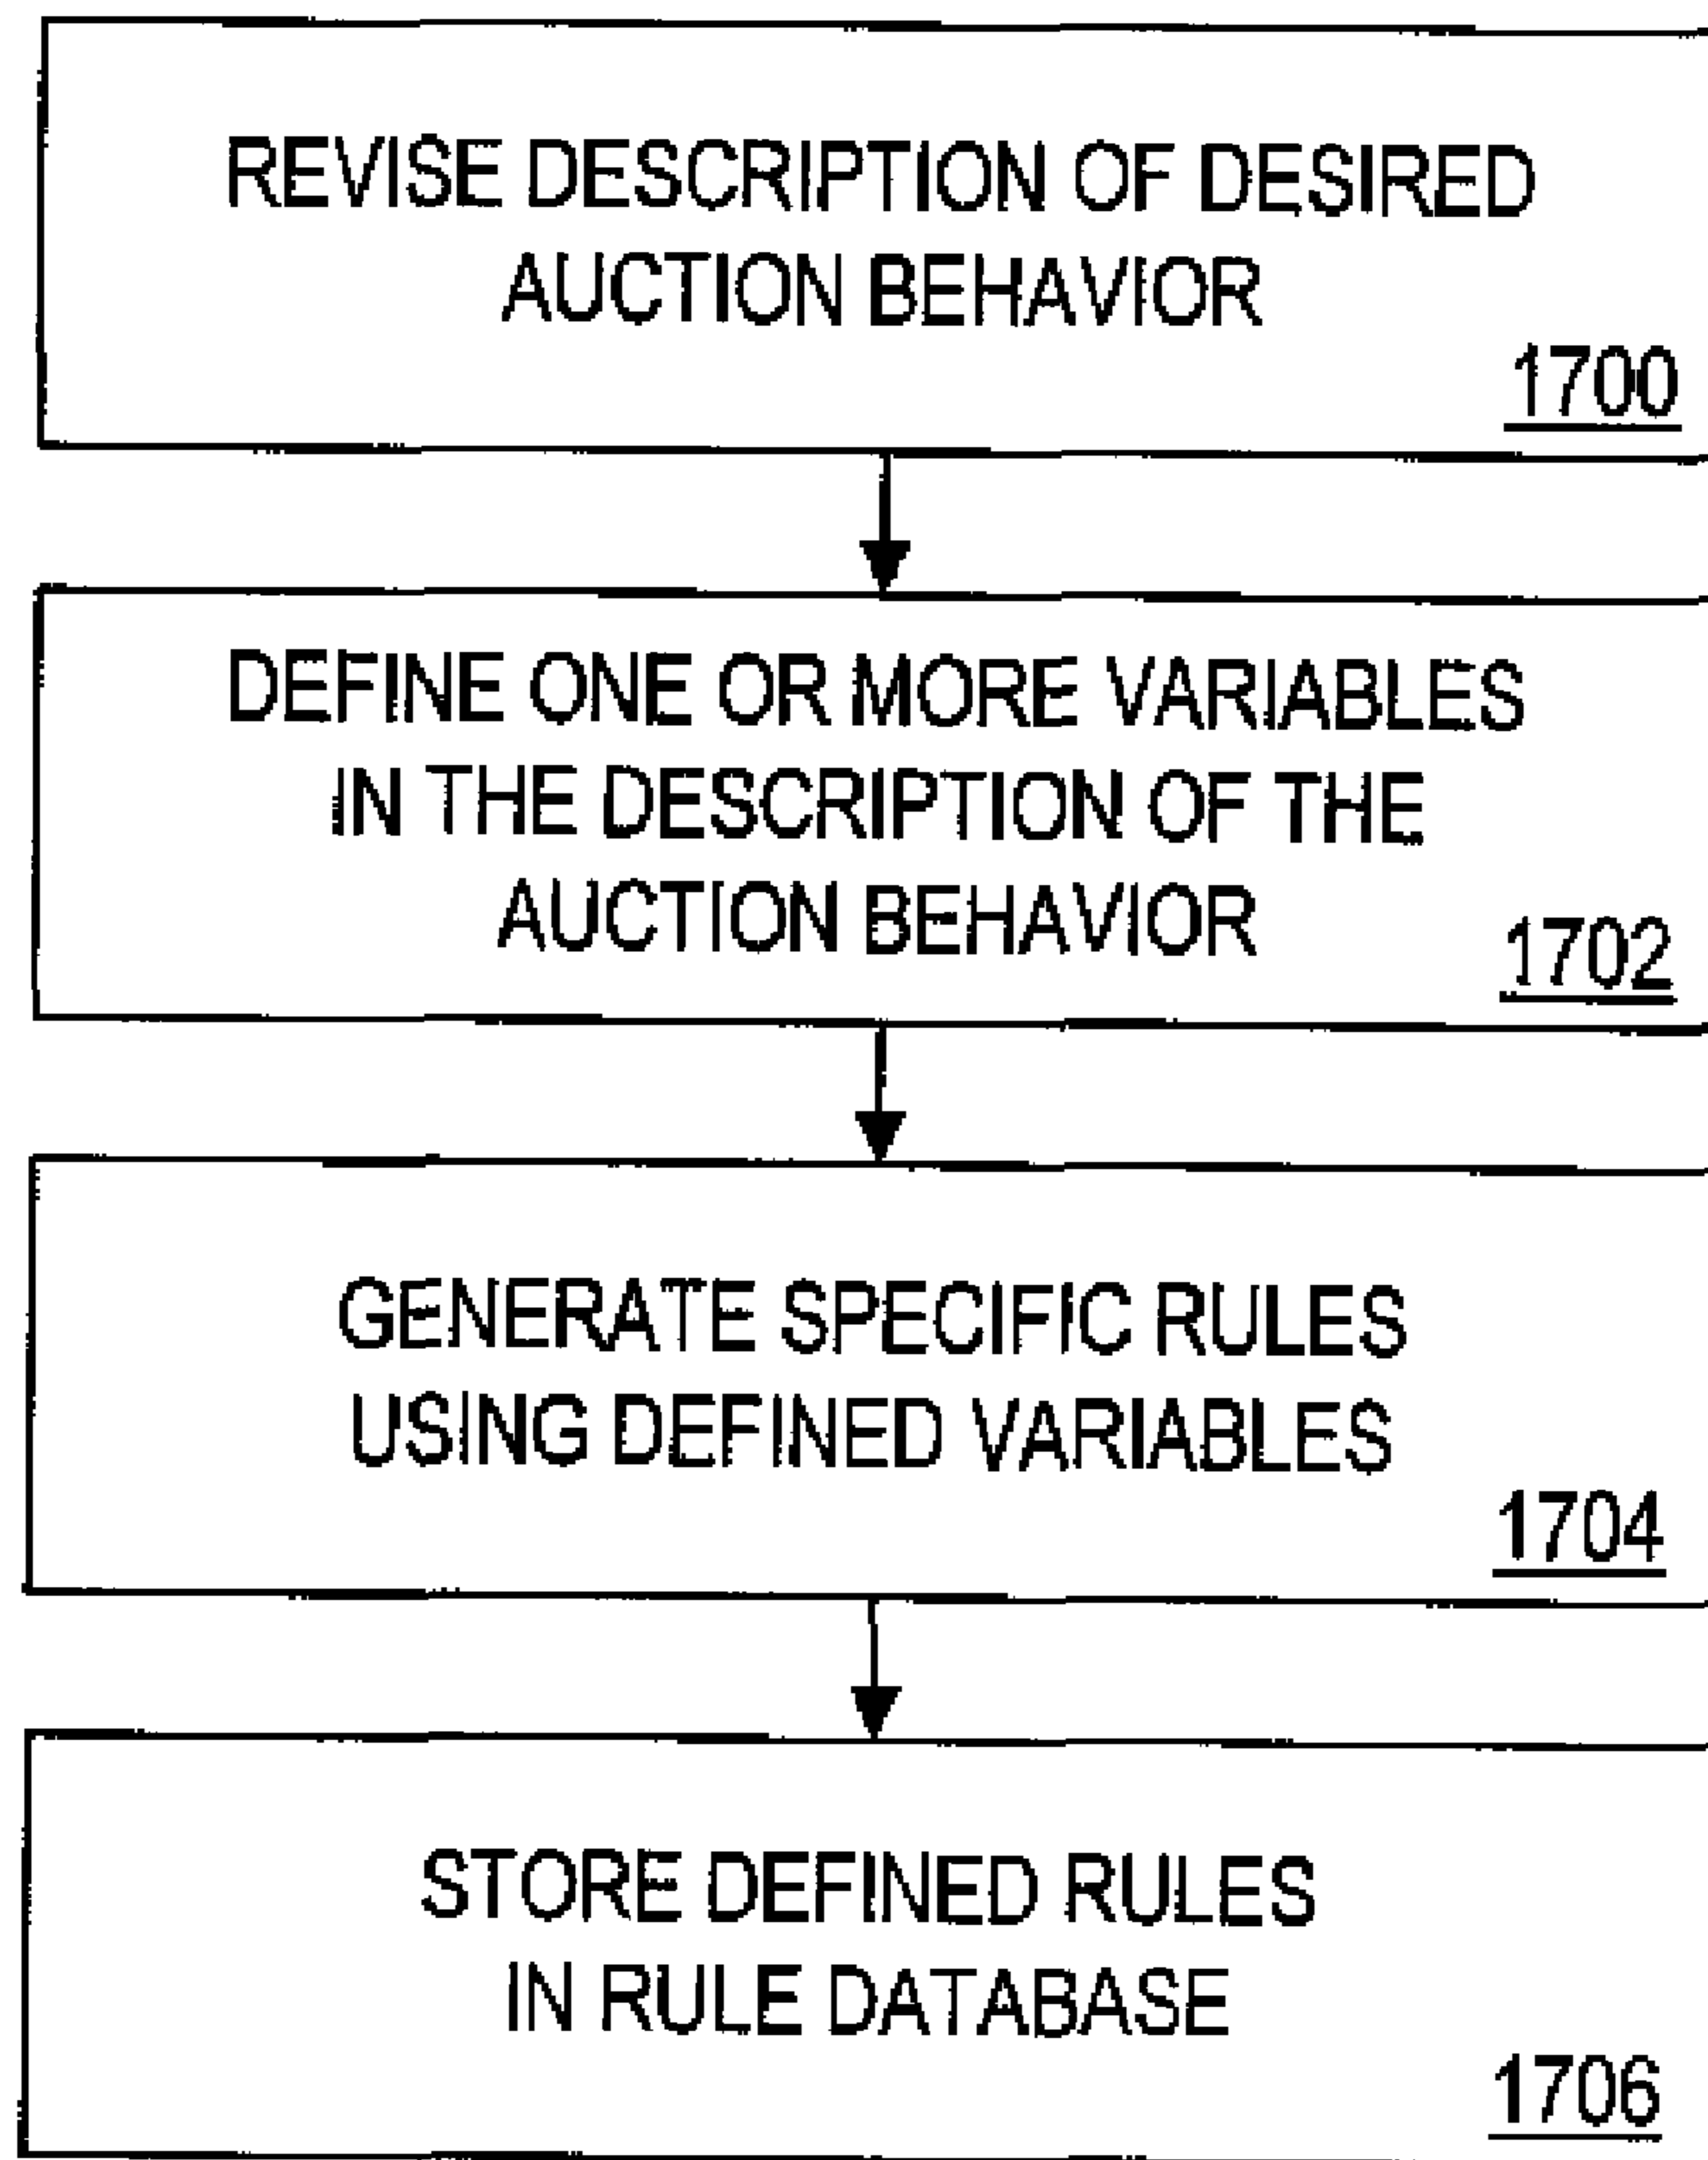 REVISE DESCRIPTION OF DESIRED
AUCTION BEHAVIOR
1700
DEFINE ONE OR MORE VARIABLES
IN THE DESCRIPTION OF THE
AUCTION BEHAVIOR
1702
GENERATE SPECIFIC RULES
USING DEFINED VARIABLES
1704
STORE DEFINED RULES
IN RULE DATABASE
1706